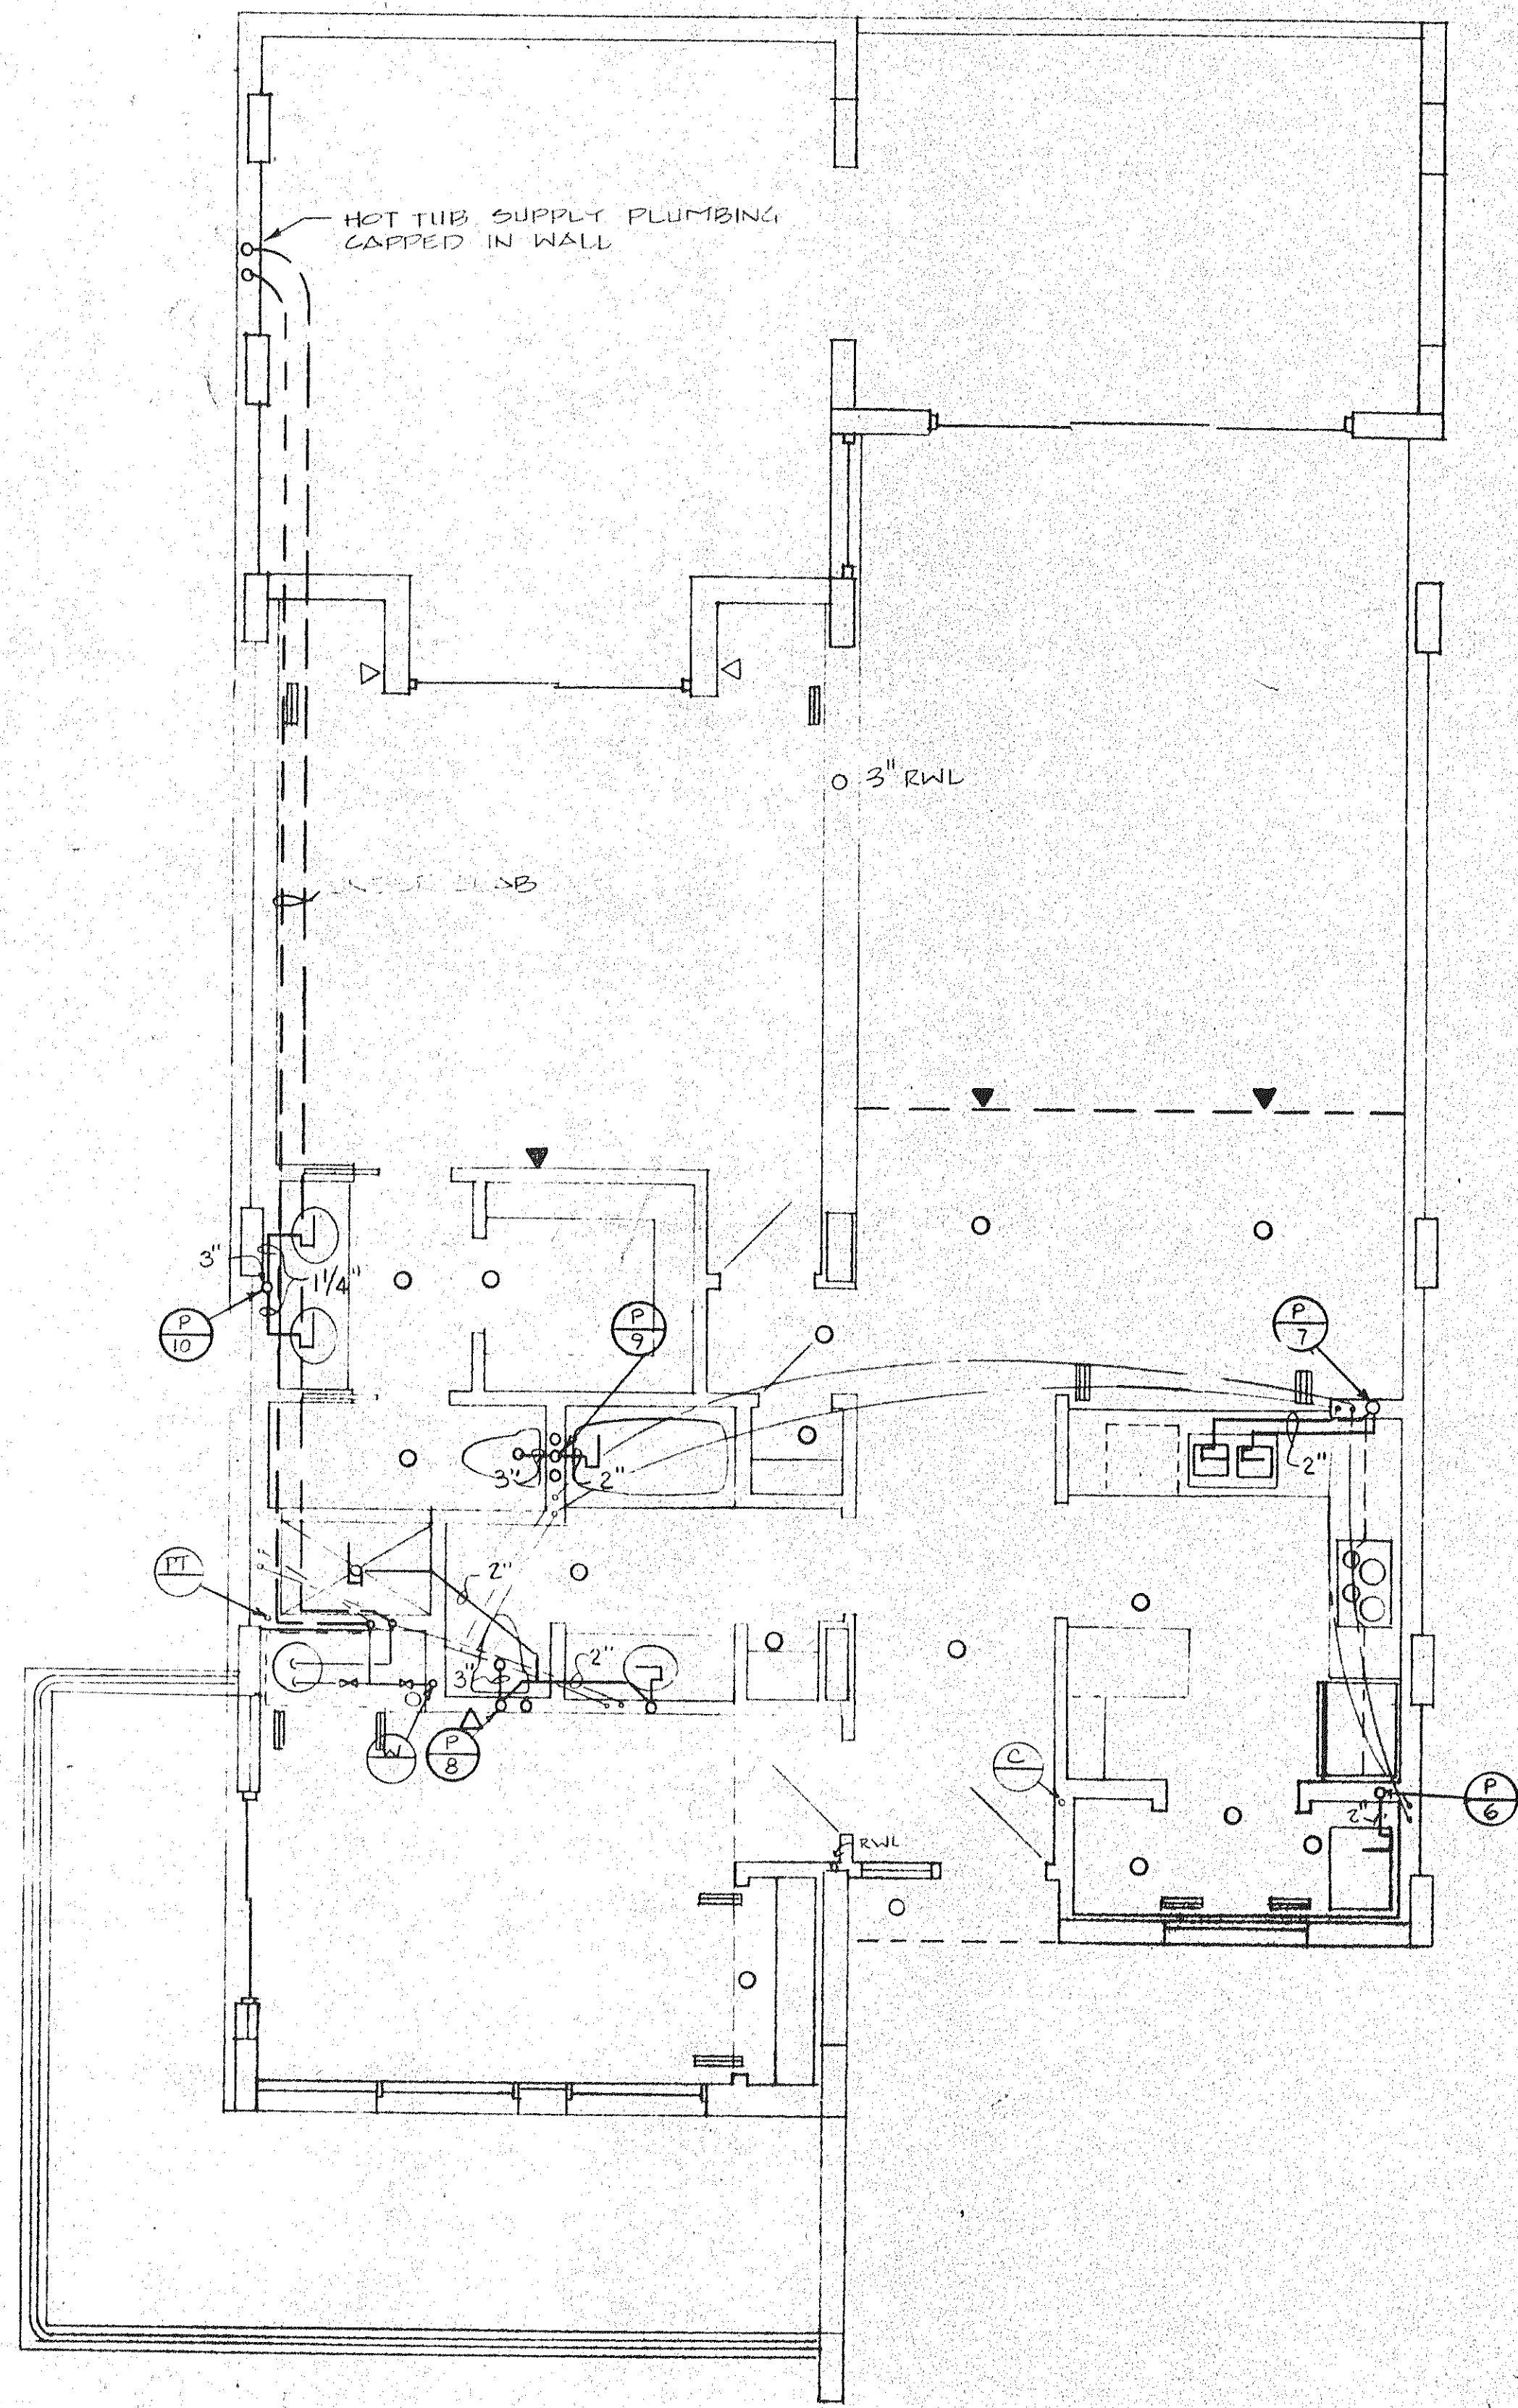 HOT TUB SUPPLY PLUMBING
CAPPED IN WALL
3" RWL
3"
1 1/4"
P
10
P
9
P
7
3"
2"
2"
PT
2"
3"
2"
W
P
8
C
P
6
2"
RWL